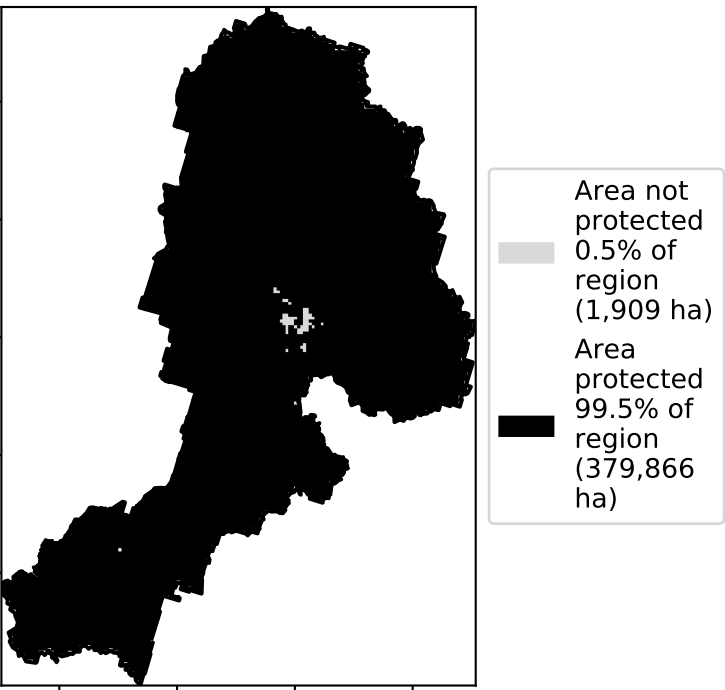 Area not
protected
0.5% of
region
(1,909 ha)
Area
protected
99.5% of
region
(379,866
ha)